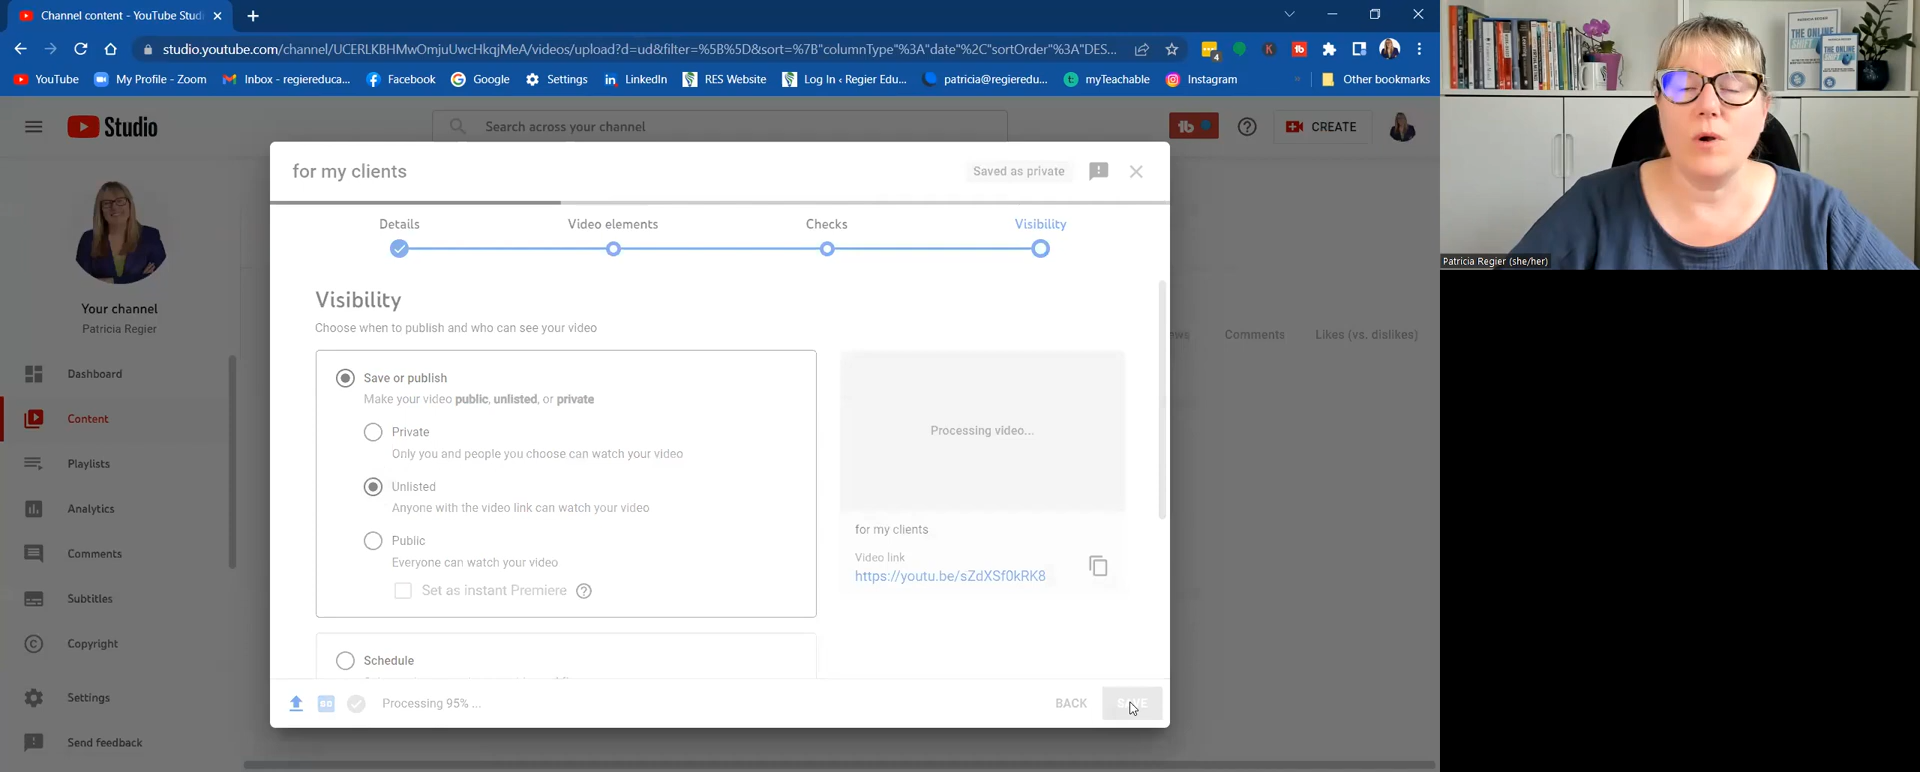 Channel content - YouTube Stud
studio.youtube.com/channel/UCERLKBHMwOmjuUwcHkqjMeA/videos/upload?d=ud&filter=%5B%5D&sort=%7B"columnType"%3A"date"%2C"sortOrder"%3A"DES...
YouTube My Profile - Zoom Inbox - regiereduca... Facebook Google Settings LinkedIn RES Website Log In ‹ Regier Edu... patricia@regieredu... myTeachable Instagram » Other bookmarks
Studio
Search across your channel
CREATE
for my clients
Saved as private
Details
Video elements
Checks
Visibility
Your channel
Patricia Regier
Dashboard
Content
Playlists
Analytics
Comments
Subtitles
Copyright
Settings
Send feedback
Visibility
Choose when to publish and who can see your video
Save or publish
Make your video public, unlisted, or private
Private
Only you and people you choose can watch your video
Unlisted
Anyone with the video link can watch your video
Public
Everyone can watch your video
Set as instant Premiere
Schedule
Processing video...
for my clients
Video link
https://youtu.be/sZdXSf0kRK8
Comments
Likes (vs. dislikes)
Processing 95% ...
BACK
SAVE
Patricia Regier (she/her)
PATRICIA REGIER
THE ONLINE
SHIFT